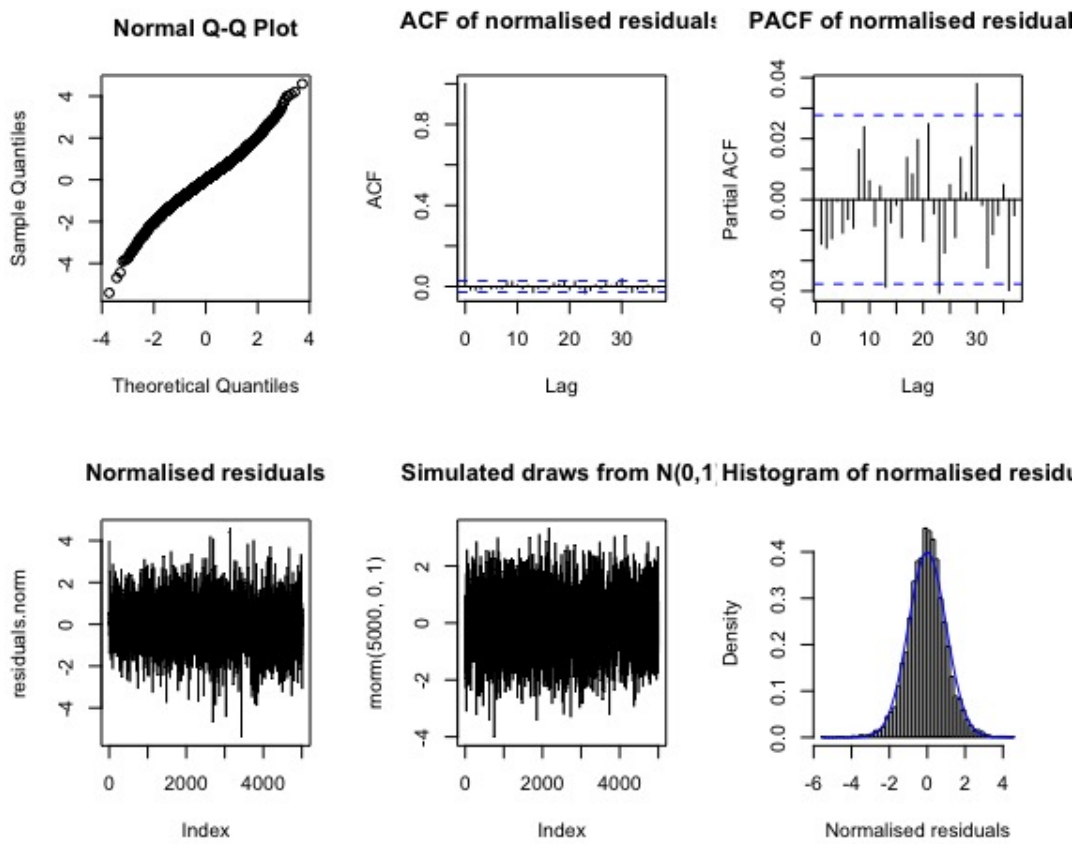 Normal Q-Q Plot
Sample Quantiles
4
2
0
-2
-4
-4 -2 0 2 4
Theoretical Quantiles
ACF of normalised residuals
ACF
0.8
0.4
0.0
0 10 20 30
Lag
PACF of normalised residual
Partial ACF
0.04
0.02
0.00
-0.03
0 10 20 30
Lag
Normalised residuals
residuals.norm
4
2
0
-2
-4
0 2000 4000
Index
Simulated draws from N(0,1)
rnorm(5000, 0, 1)
2
0
-2
-4
0 2000 4000
Index
Histogram of normalised residu
Density
0.4
0.3
0.2
0.1
0.0
-6 -4 -2 0 2 4
Normalised residuals